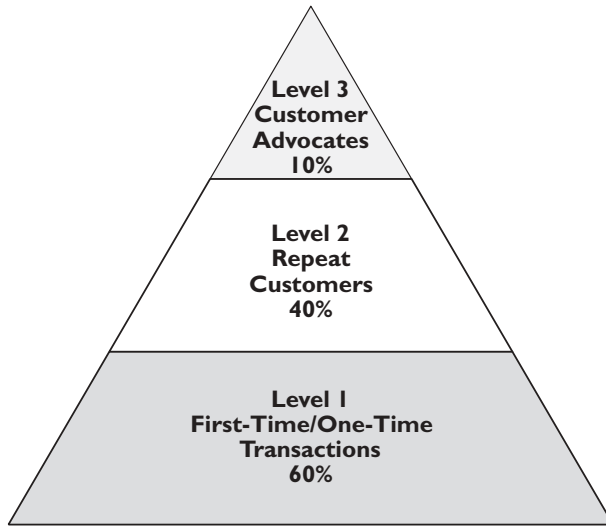 Level 3
Customer
Advocates
10%
Level 2
Repeat
Customers
40%
Level 1
First-Time/One-Time
Transactions
60%